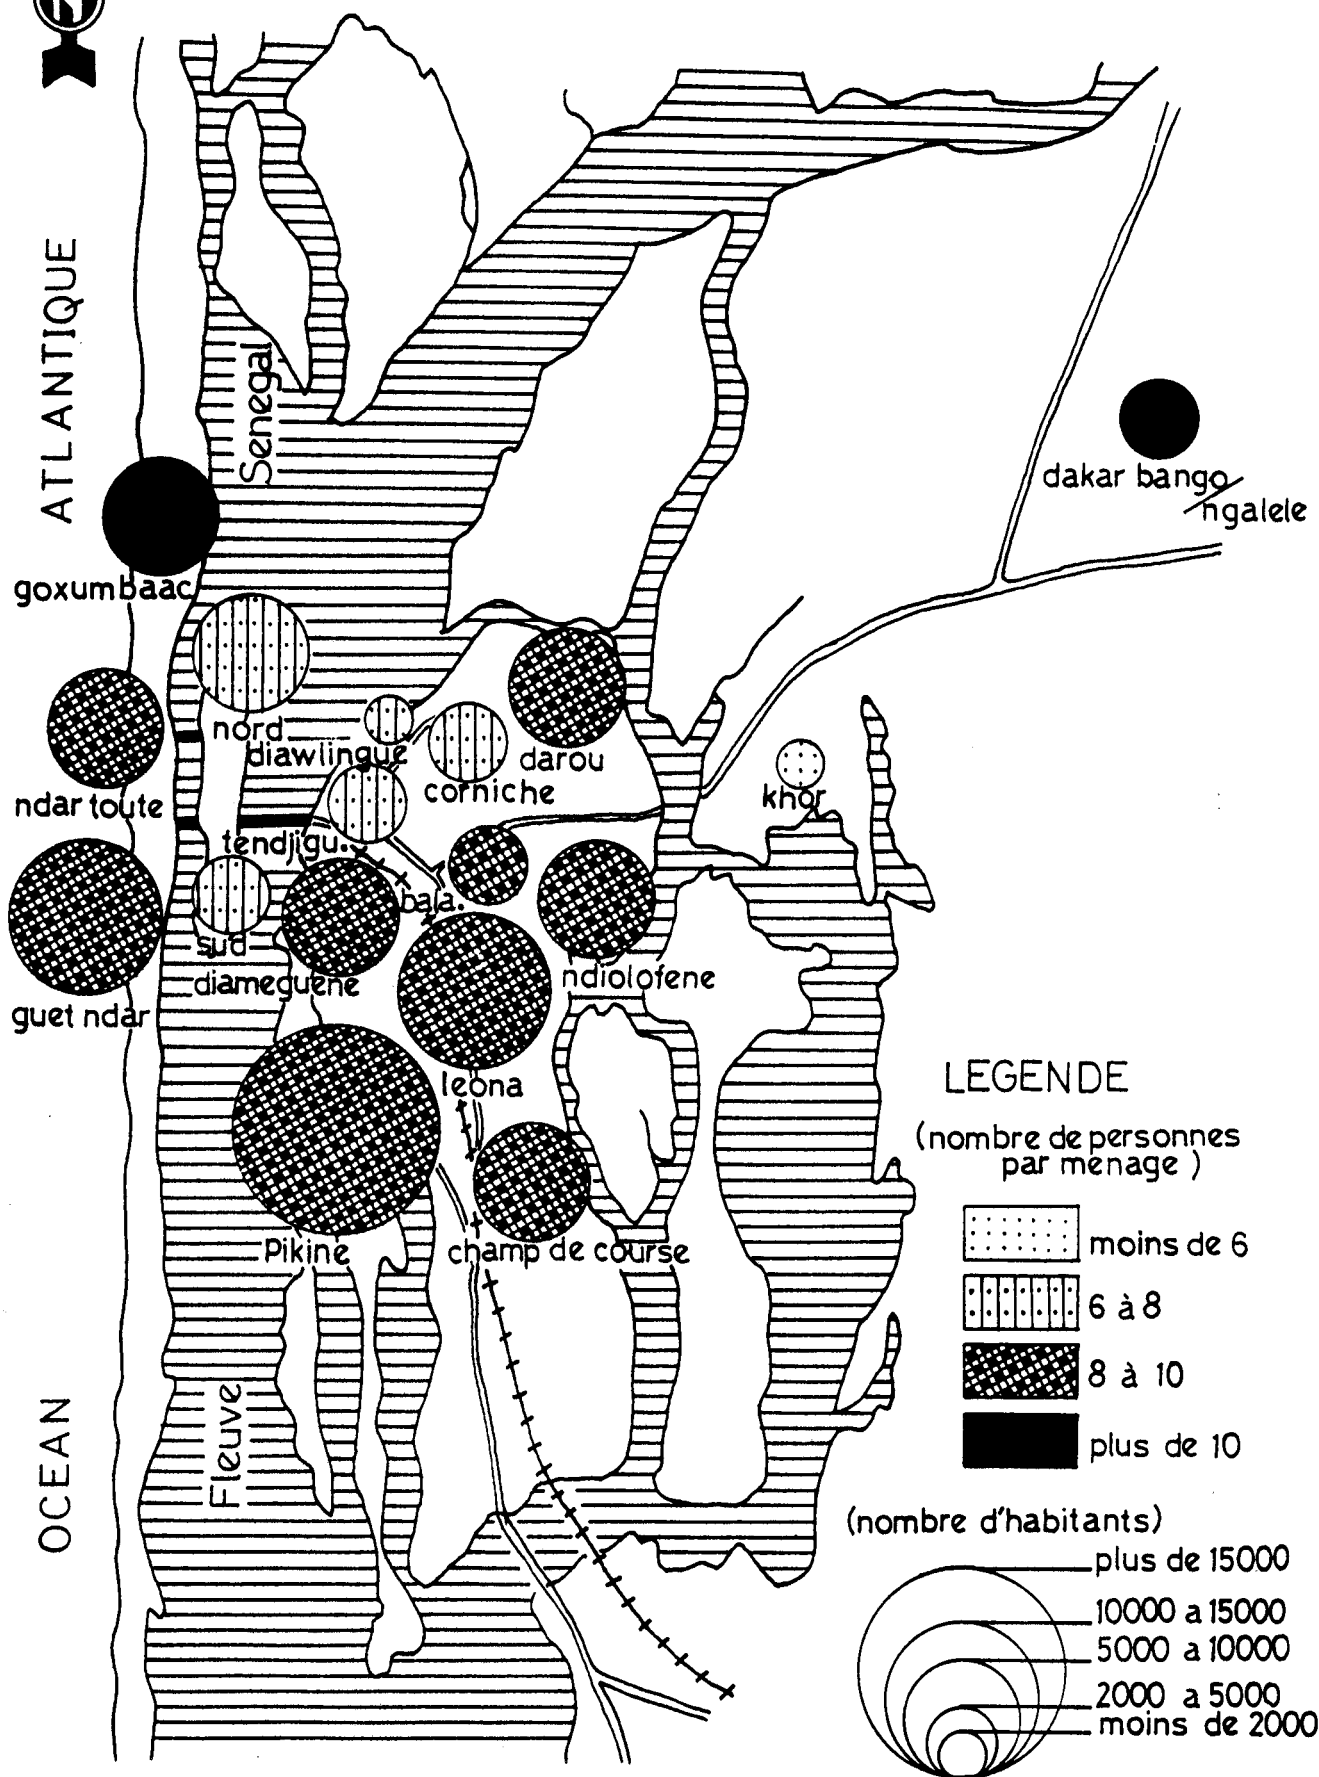 N
ATLANTIQUE
Senegal
dakar bango/
ngalele
goxumbaac
nord
diawlingue
darou
ndar toute
corniche
khor
tendjigu.
bala.
sud
diameguene
ndiolofene
guet ndar
leona
Pikine
champ de course
OCEAN
Fleuve
LEGENDE
(nombre de personnes
par menage)
moins de 6
6 à 8
8 à 10
plus de 10
(nombre d'habitants)
plus de 15000
10000 a 15000
5000 a 10000
2000 a 5000
moins de 2000